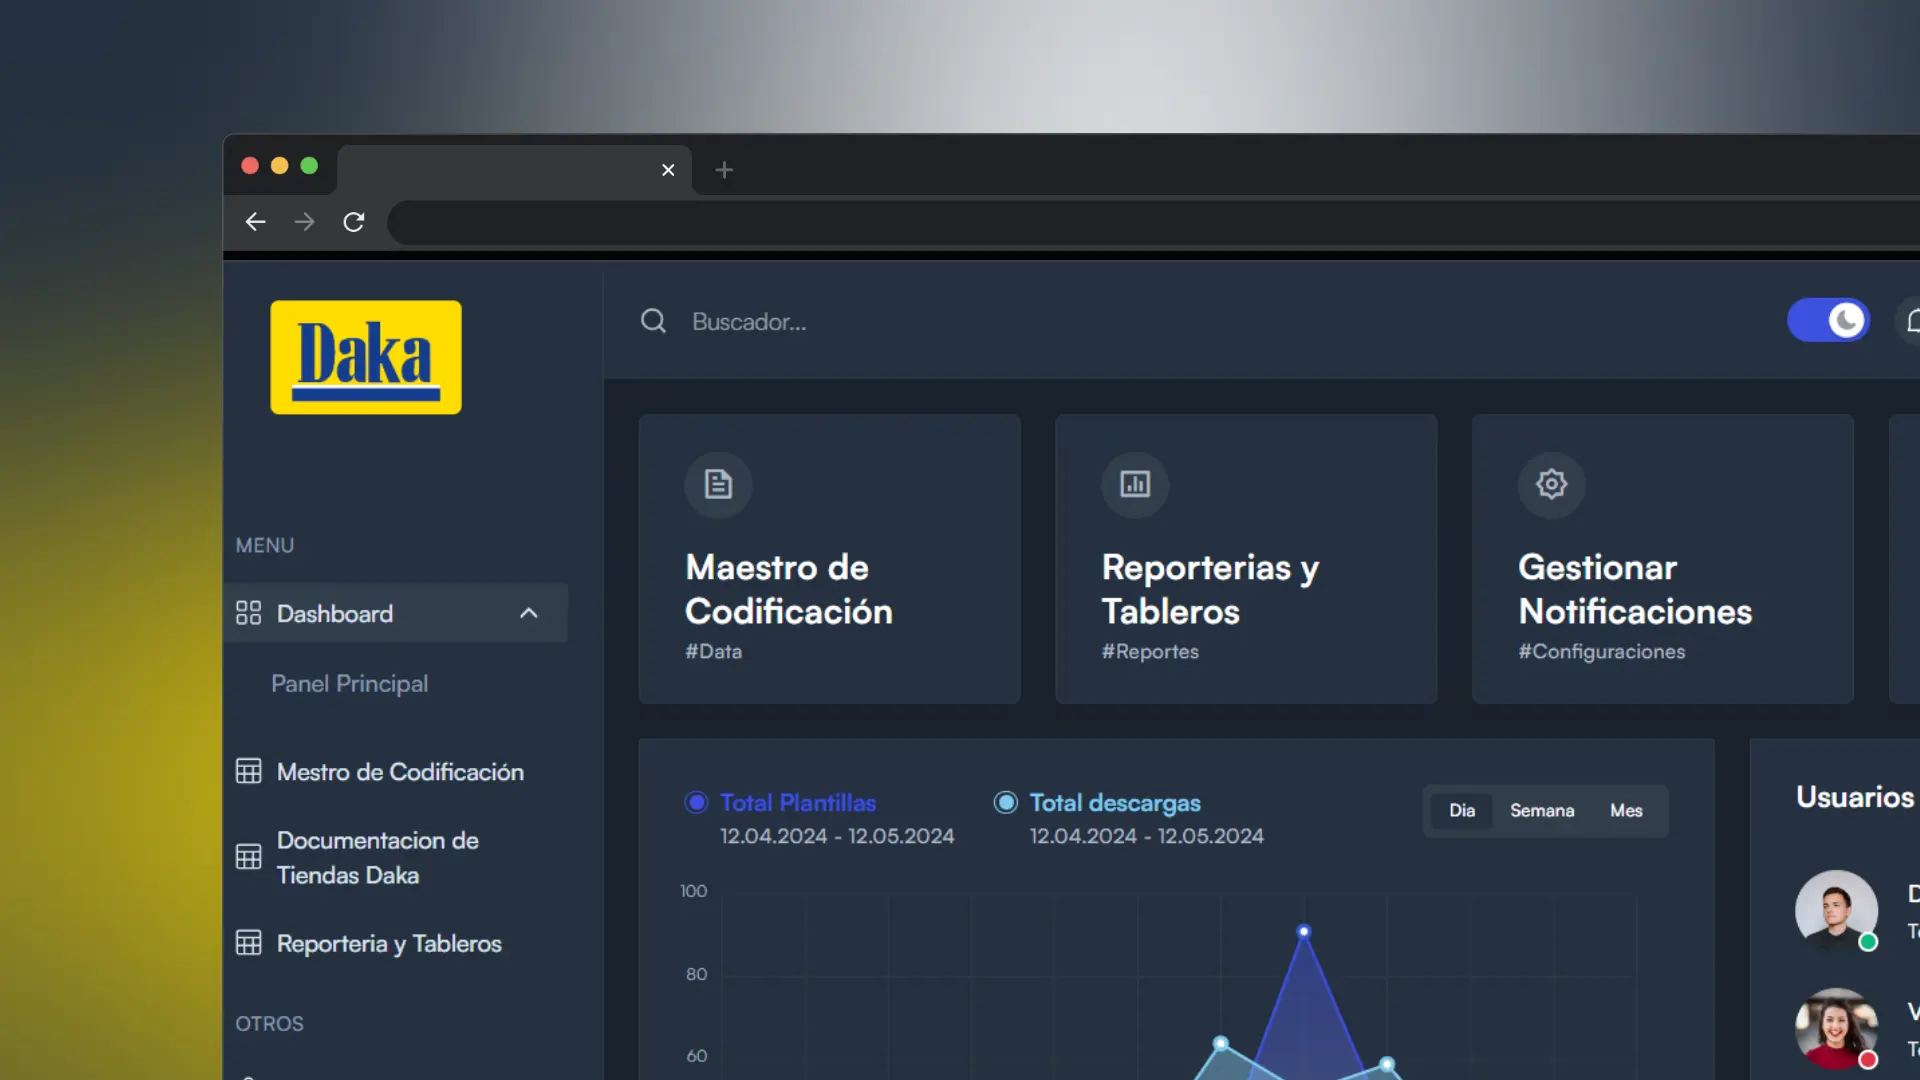 Daka
Buscador...
MENU
Dashboard
Panel Principal
Mestro de Codificación
Documentacion de
Tiendas Daka
Reporteria y Tableros
OTROS
Maestro de
Codificación
#Data
Reporterias y
Tableros
#Reportes
Gestionar
Notificaciones
#Configuraciones
Total Plantillas
12.04.2024 - 12.05.2024
Total descargas
12.04.2024 - 12.05.2024
Dia
Semana
Mes
100
80
60
Usuarios